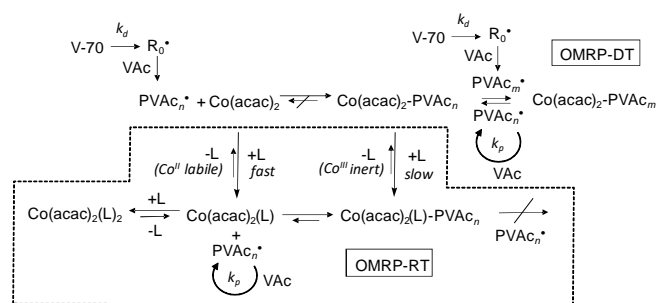 k_d
V-70 R₀•
VAc
k_d
V-70 R₀•
VAc
OMRP-DT
PVAcₙ• + Co(acac)₂ Co(acac)₂-PVAcₙ
PVAcₘ•
PVAcₙ•
Co(acac)₂-PVAcₘ
k_p
VAc
-L +L
(Coᴵᴵ labile) fast
-L +L
(Coᴵᴵᴵ inert) slow
Co(acac)₂(L)₂ +L Co(acac)₂(L) Co(acac)₂(L)-PVAcₙ
-L
+
PVAcₙ•
PVAcₙ•
k_p VAc
OMRP-RT